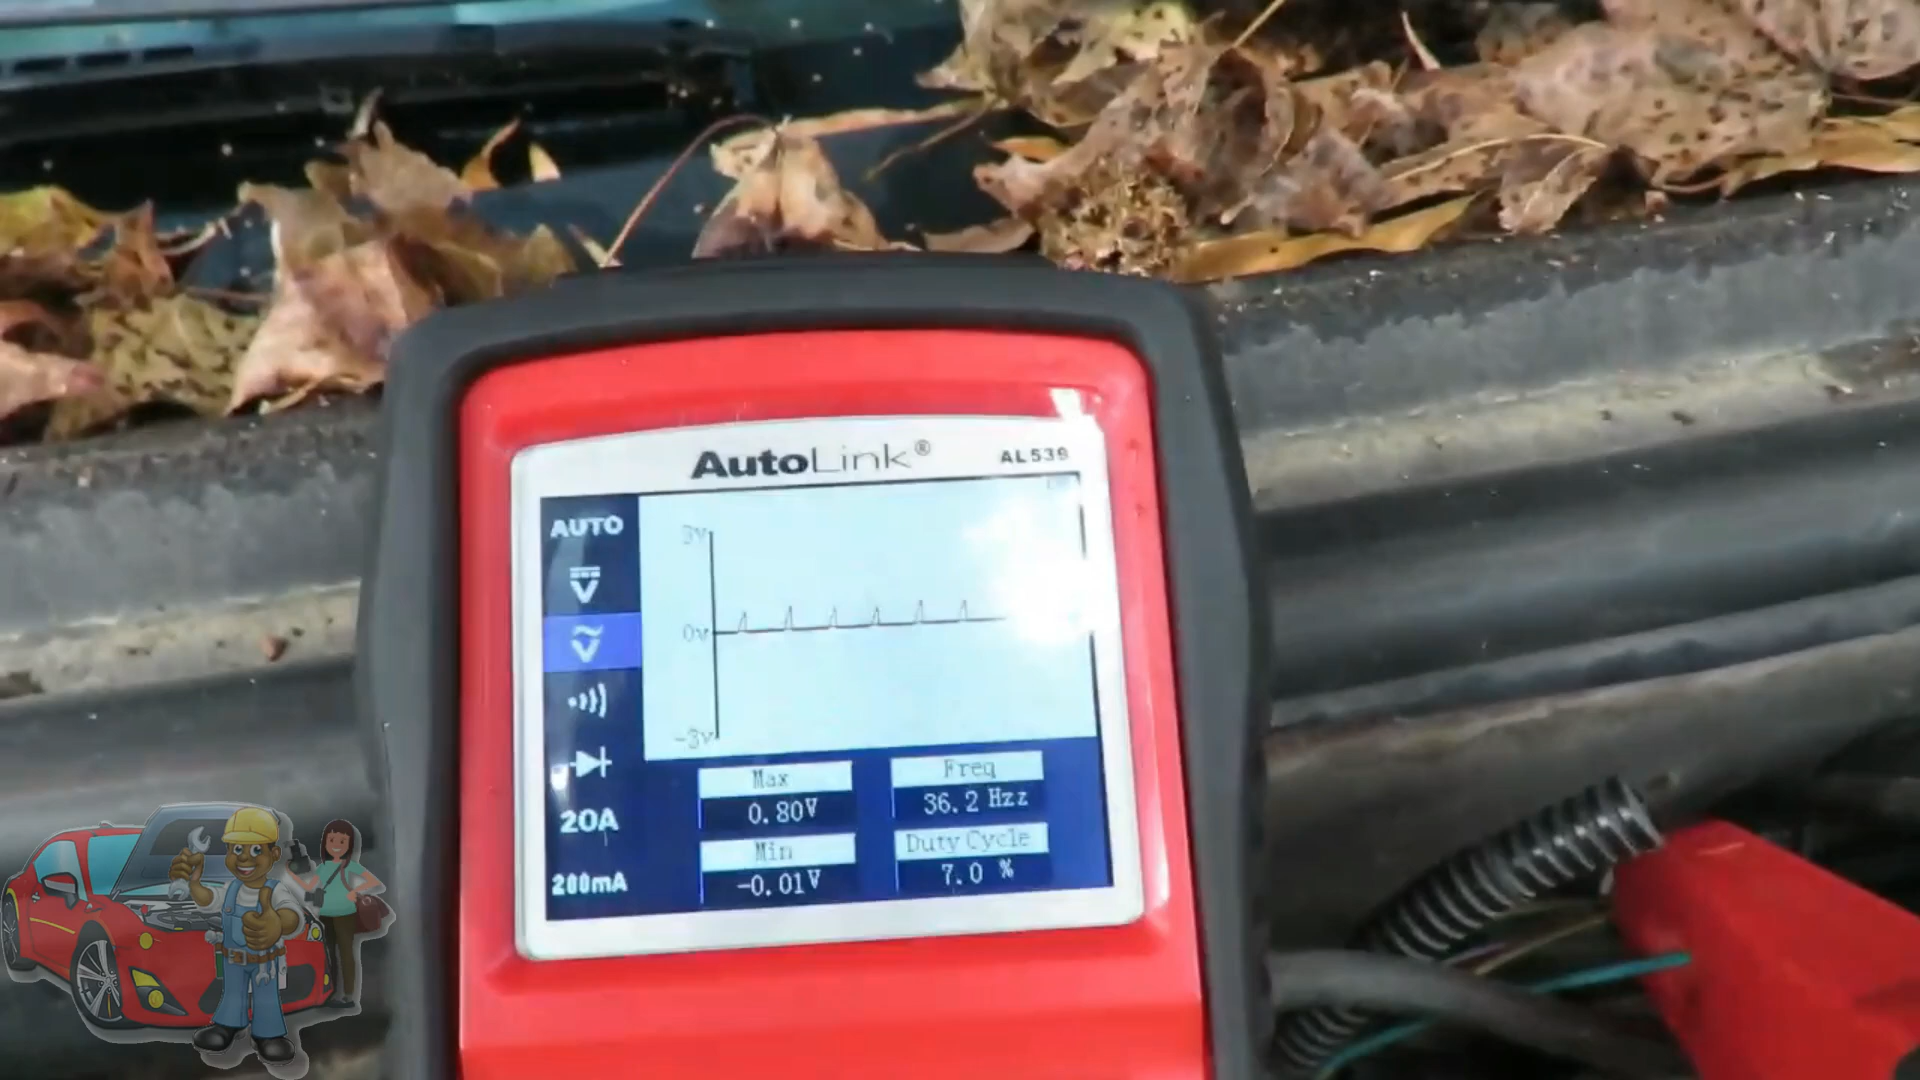 AutoLink®
AL539
AUTO
3v
0v
-3v
20A
200mA
Max
0.80V
Min
-0.01V
Freq
36.2 Hzz
Duty Cycle
7.0 %